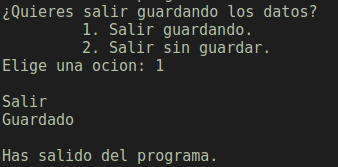 ¿Quieres salir guardando los datos?
1. Salir guardando.
2. Salir sin guardar.
Elige una ocion: 1
Salir
Guardado
Has salido del programa.